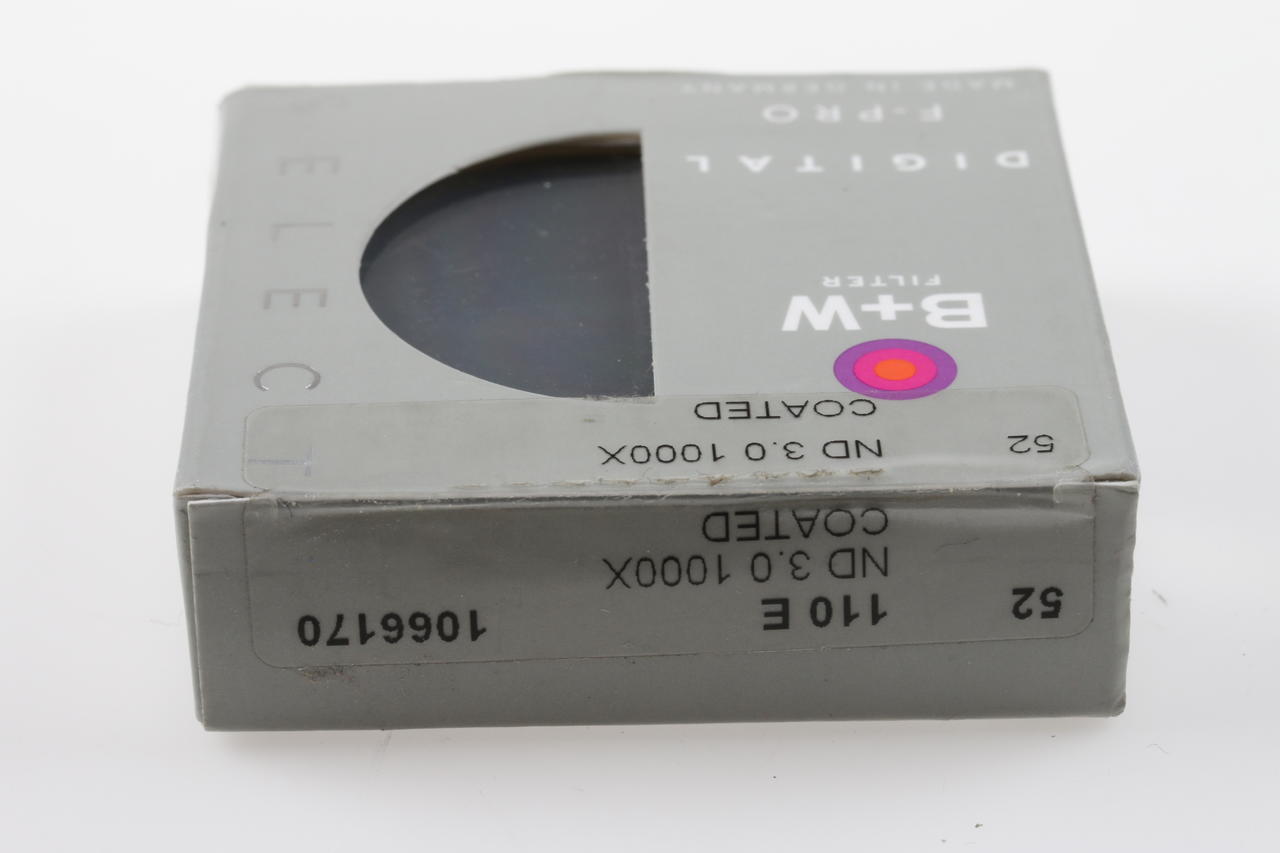 52 110 E 1066170
ND 3.0 1000X
COATED
52 ND 3.0 1000X
COATED
B+W
FILTER
DIGITAL
F-PRO
MADE IN GERMANY
SELECT